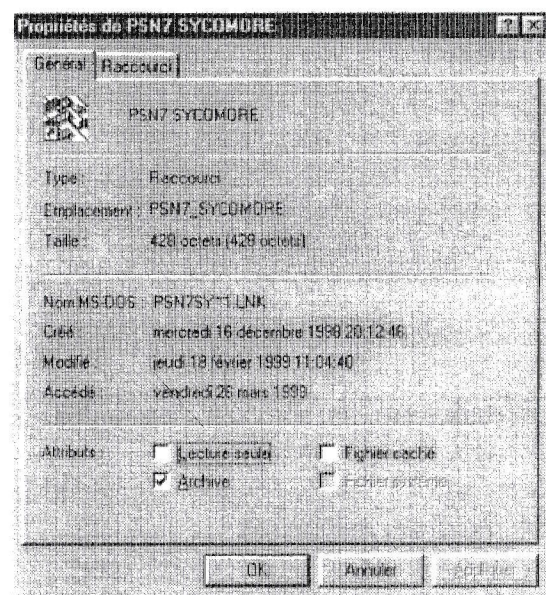 Propriétés de PSN7 SYCOMORE
Général Raccourci
PSN7 SYCOMORE
Type : Raccourci
Emplacement : PSN7_SYCOMORE
Taille : 428 octets (428 octets)
Nom MS-DOS : PSN7SY~1.LNK
Créé : mercredi 16 décembre 1998 20:12:46
Modifié : jeudi 18 février 1999 11:04:40
Accédé : vendredi 26 mars 1999
Attributs : Lecture seule Fichier caché
Archive Fichier système
OK Annuler Appliquer